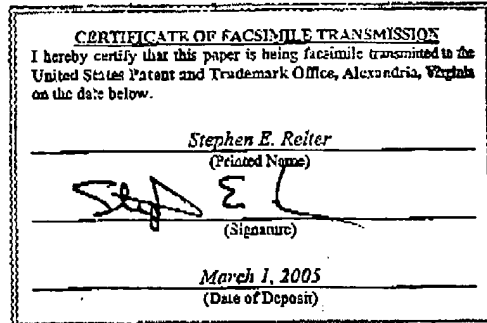 CERTIFICATE OF FACSIMILE TRANSMISSION
I hereby certify that this paper is being facsimile transmitted to the
United States Patent and Trademark Office, Alexandria, Virginia
on the date below.
Stephen E. Reiter
(Printed Name)
(Signature)
March 1, 2005
(Date of Deposit)